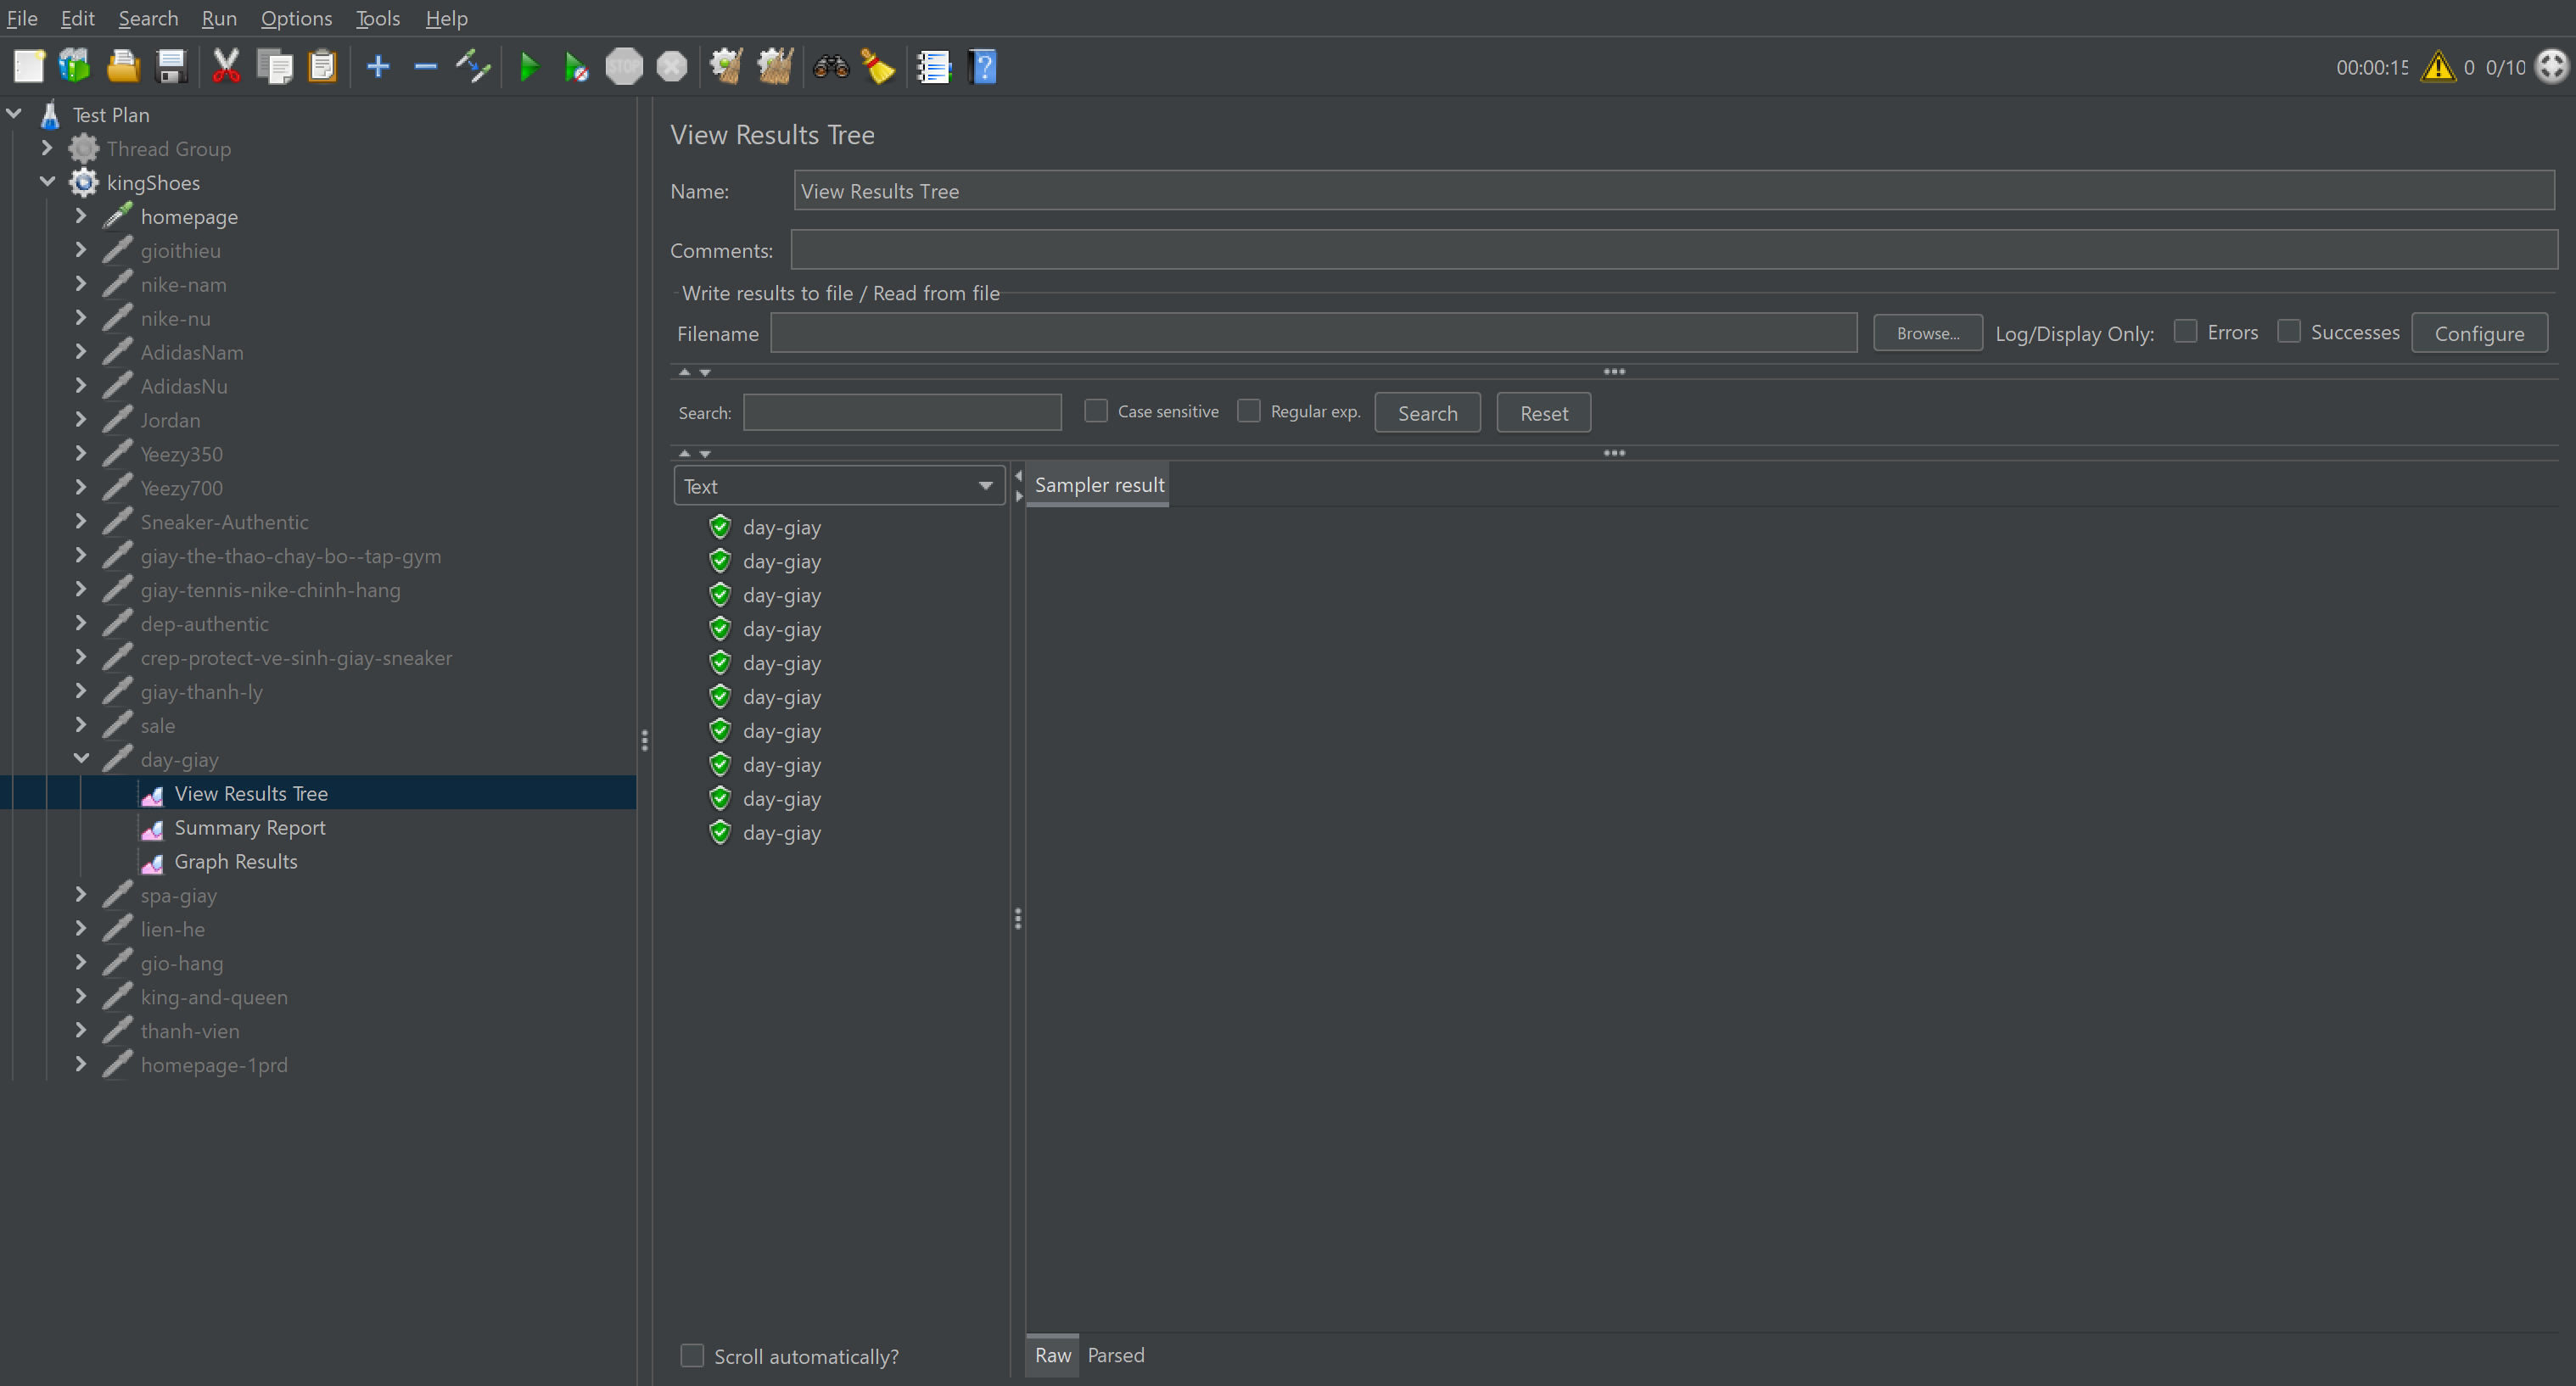 File Edit Search Run Options Tools Help
00:00:15 0 0/10
Test Plan
Thread Group
kingShoes
homepage
gioithieu
nike-nam
nike-nu
AdidasNam
AdidasNu
Jordan
Yeezy350
Yeezy700
Sneaker-Authentic
giay-the-thao-chay-bo--tap-gym
giay-tennis-nike-chinh-hang
dep-authentic
crep-protect-ve-sinh-giay-sneaker
giay-thanh-ly
sale
day-giay
View Results Tree
Summary Report
Graph Results
spa-giay
lien-he
gio-hang
king-and-queen
thanh-vien
homepage-1prd
View Results Tree
Name: View Results Tree
Comments:
Write results to file / Read from file
Filename Browse... Log/Display Only: Errors Successes Configure
Search: Case sensitive Regular exp. Search Reset
Text
Sampler result
day-giay
day-giay
day-giay
day-giay
day-giay
day-giay
day-giay
day-giay
day-giay
day-giay
Scroll automatically?
Raw Parsed